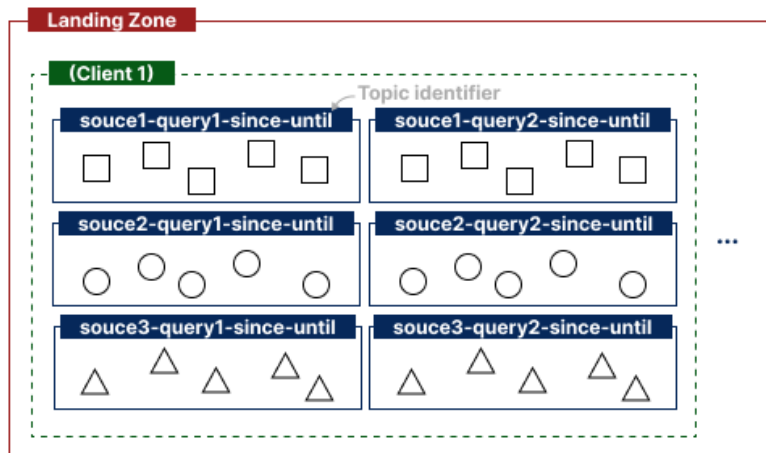 Landing Zone
(Client 1)
Topic identifier
souce1-query1-since-until
souce1-query2-since-until
souce2-query1-since-until
souce2-query2-since-until
...
souce3-query1-since-until
souce3-query2-since-until